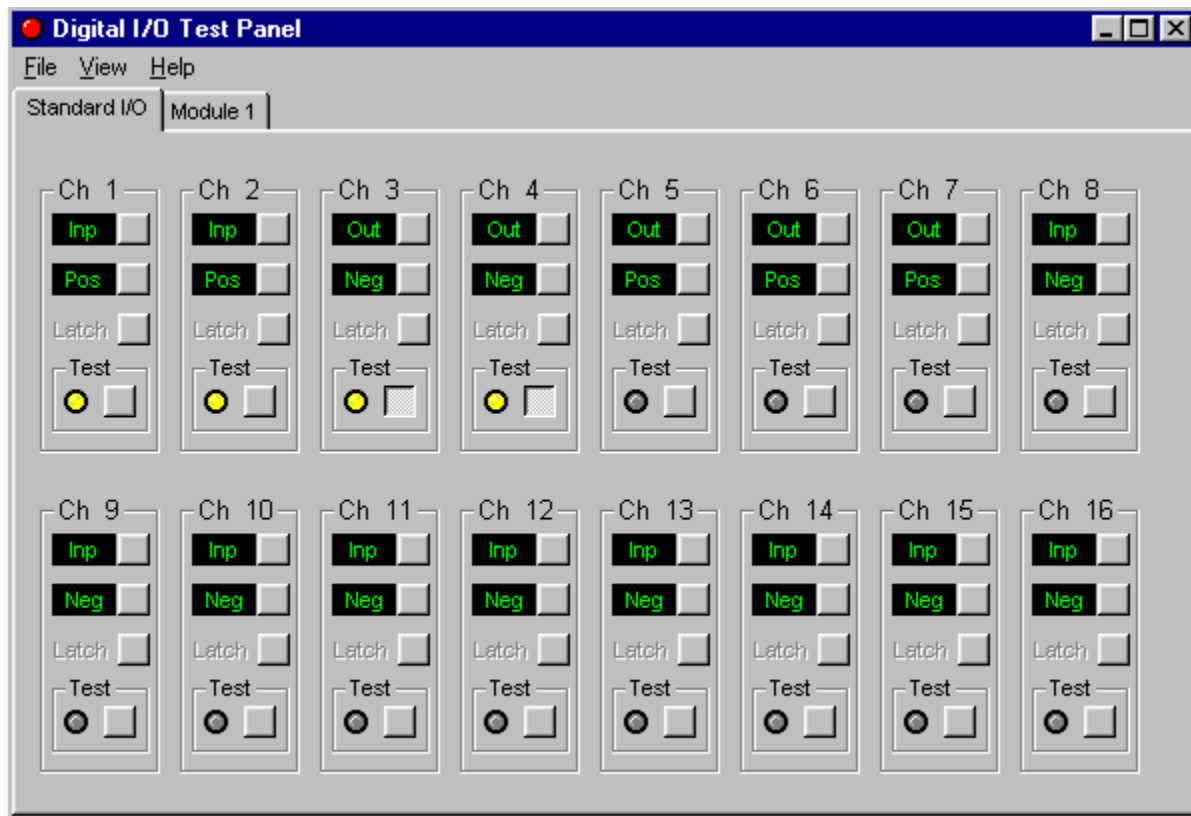 Digital I/O Test Panel
File View Help
Standard I/O Module 1
Ch 1 Ch 2 Ch 3 Ch 4 Ch 5 Ch 6 Ch 7 Ch 8
Inp Inp Out Out Out Out Out Inp
Pos Pos Neg Neg Pos Pos Pos Neg
Latch Latch Latch Latch Latch Latch Latch Latch
Test Test Test Test Test Test Test Test
Ch 9 Ch 10 Ch 11 Ch 12 Ch 13 Ch 14 Ch 15 Ch 16
Inp Inp Inp Inp Inp Inp Inp Inp
Neg Neg Neg Neg Neg Neg Neg Neg
Latch Latch Latch Latch Latch Latch Latch Latch
Test Test Test Test Test Test Test Test